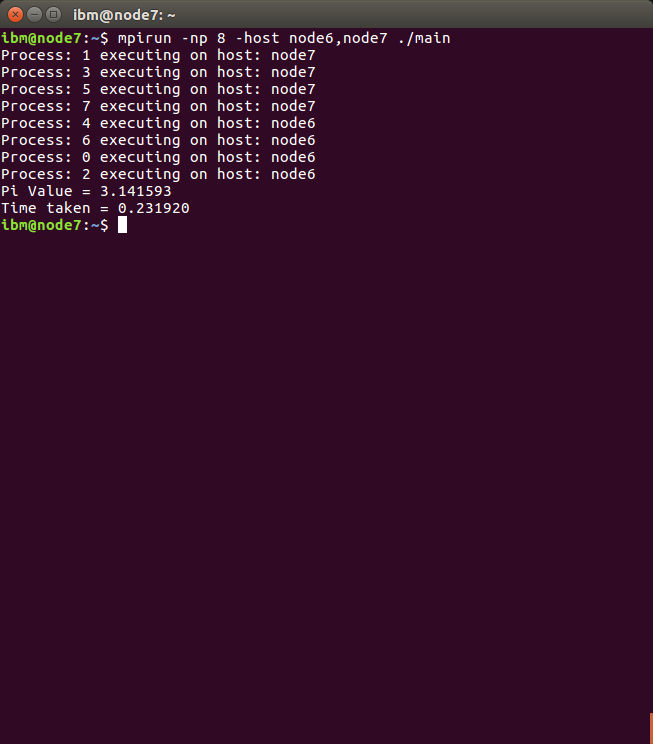 ibm@node7: ~
ibm@node7:~$ mpirun -np 8 -host node6,node7 ./main
Process: 1 executing on host: node7
Process: 3 executing on host: node7
Process: 5 executing on host: node7
Process: 7 executing on host: node7
Process: 4 executing on host: node6
Process: 6 executing on host: node6
Process: 0 executing on host: node6
Process: 2 executing on host: node6
Pi Value = 3.141593
Time taken = 0.231920
ibm@node7:~$